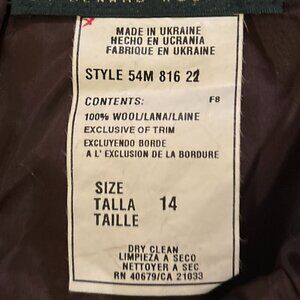 MADE IN UKRAINE
HECHO EN UCRANIA
FABRIQUE EN UKRAINE
STYLE 54M 816 22
CONTENTS: FB
100% WOOL/LANA/LAINE
EXCLUSIVE OF TRIM
EXCLUYENDO BORDE
A L'EXCLUSION DE LA BORDURE
SIZE
TALLA 14
TAILLE
DRY CLEAN
LIMPIEZA A SECO
NETTOYER A SEC
RN 40679/CA 21033